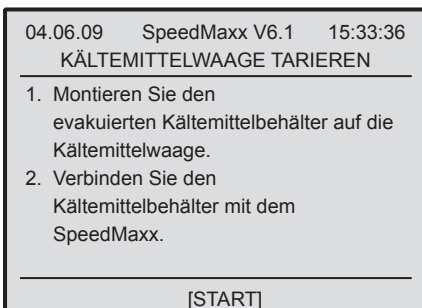 04.06.09 SpeedMaxx V6.1 15:33:36
KÄLTEMITTELWAAGE TARIEREN
1. Montieren Sie den
evakuierten Kältemittelbehälter auf die
Kältemittelwaage.
2. Verbinden Sie den
Kältemittelbehälter mit dem
SpeedMaxx.
[START]